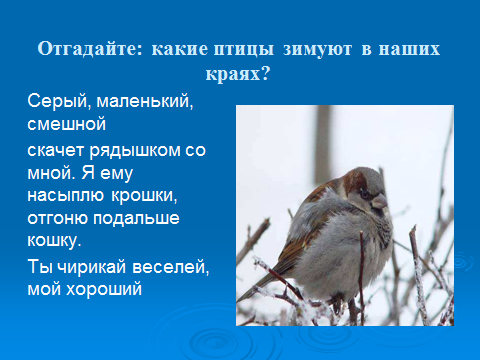 Отгадайте: какие птицы зимуют в наших
краях?
Серый, маленький,
смешной
скачет рядышком со
мной. Я ему
насыплю крошки,
отгоню подальше
кошку.
Ты чирикай веселей,
мой хороший